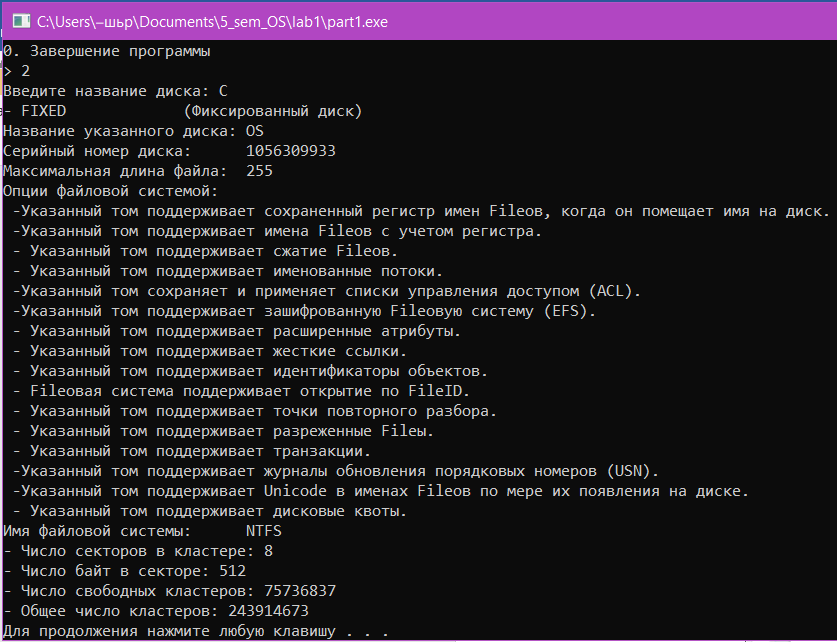 C:\Users\–шьр\Documents\5_sem_OS\lab1\part1.exe
0. Завершение программы
> 2
Введите название диска: C
- FIXED (Фиксированный диск)
Название указанного диска: OS
Серийный номер диска: 1056309933
Максимальная длина файла: 255
Опции файловой системой:
-Указанный том поддерживает сохраненный регистр имен Fileов, когда он помещает имя на диск.
-Указанный том поддерживает имена Fileов с учетом регистра.
- Указанный том поддерживает сжатие Fileов.
- Указанный том поддерживает именованные потоки.
-Указанный том сохраняет и применяет списки управления доступом (ACL).
-Указанный том поддерживает зашифрованную Fileовую систему (EFS).
- Указанный том поддерживает расширенные атрибуты.
- Указанный том поддерживает жесткие ссылки.
- Указанный том поддерживает идентификаторы объектов.
- Fileовая система поддерживает открытие по FileID.
- Указанный том поддерживает точки повторного разбора.
- Указанный том поддерживает разреженные Fileы.
- Указанный том поддерживает транзакции.
-Указанный том поддерживает журналы обновления порядковых номеров (USN).
-Указанный том поддерживает Unicode в именах Fileов по мере их появления на диске.
- Указанный том поддерживает дисковые квоты.
Имя файловой системы: NTFS
- Число секторов в кластере: 8
- Число байт в секторе: 512
- Число свободных кластеров: 75736837
- Общее число кластеров: 243914673
Для продолжения нажмите любую клавишу . . .